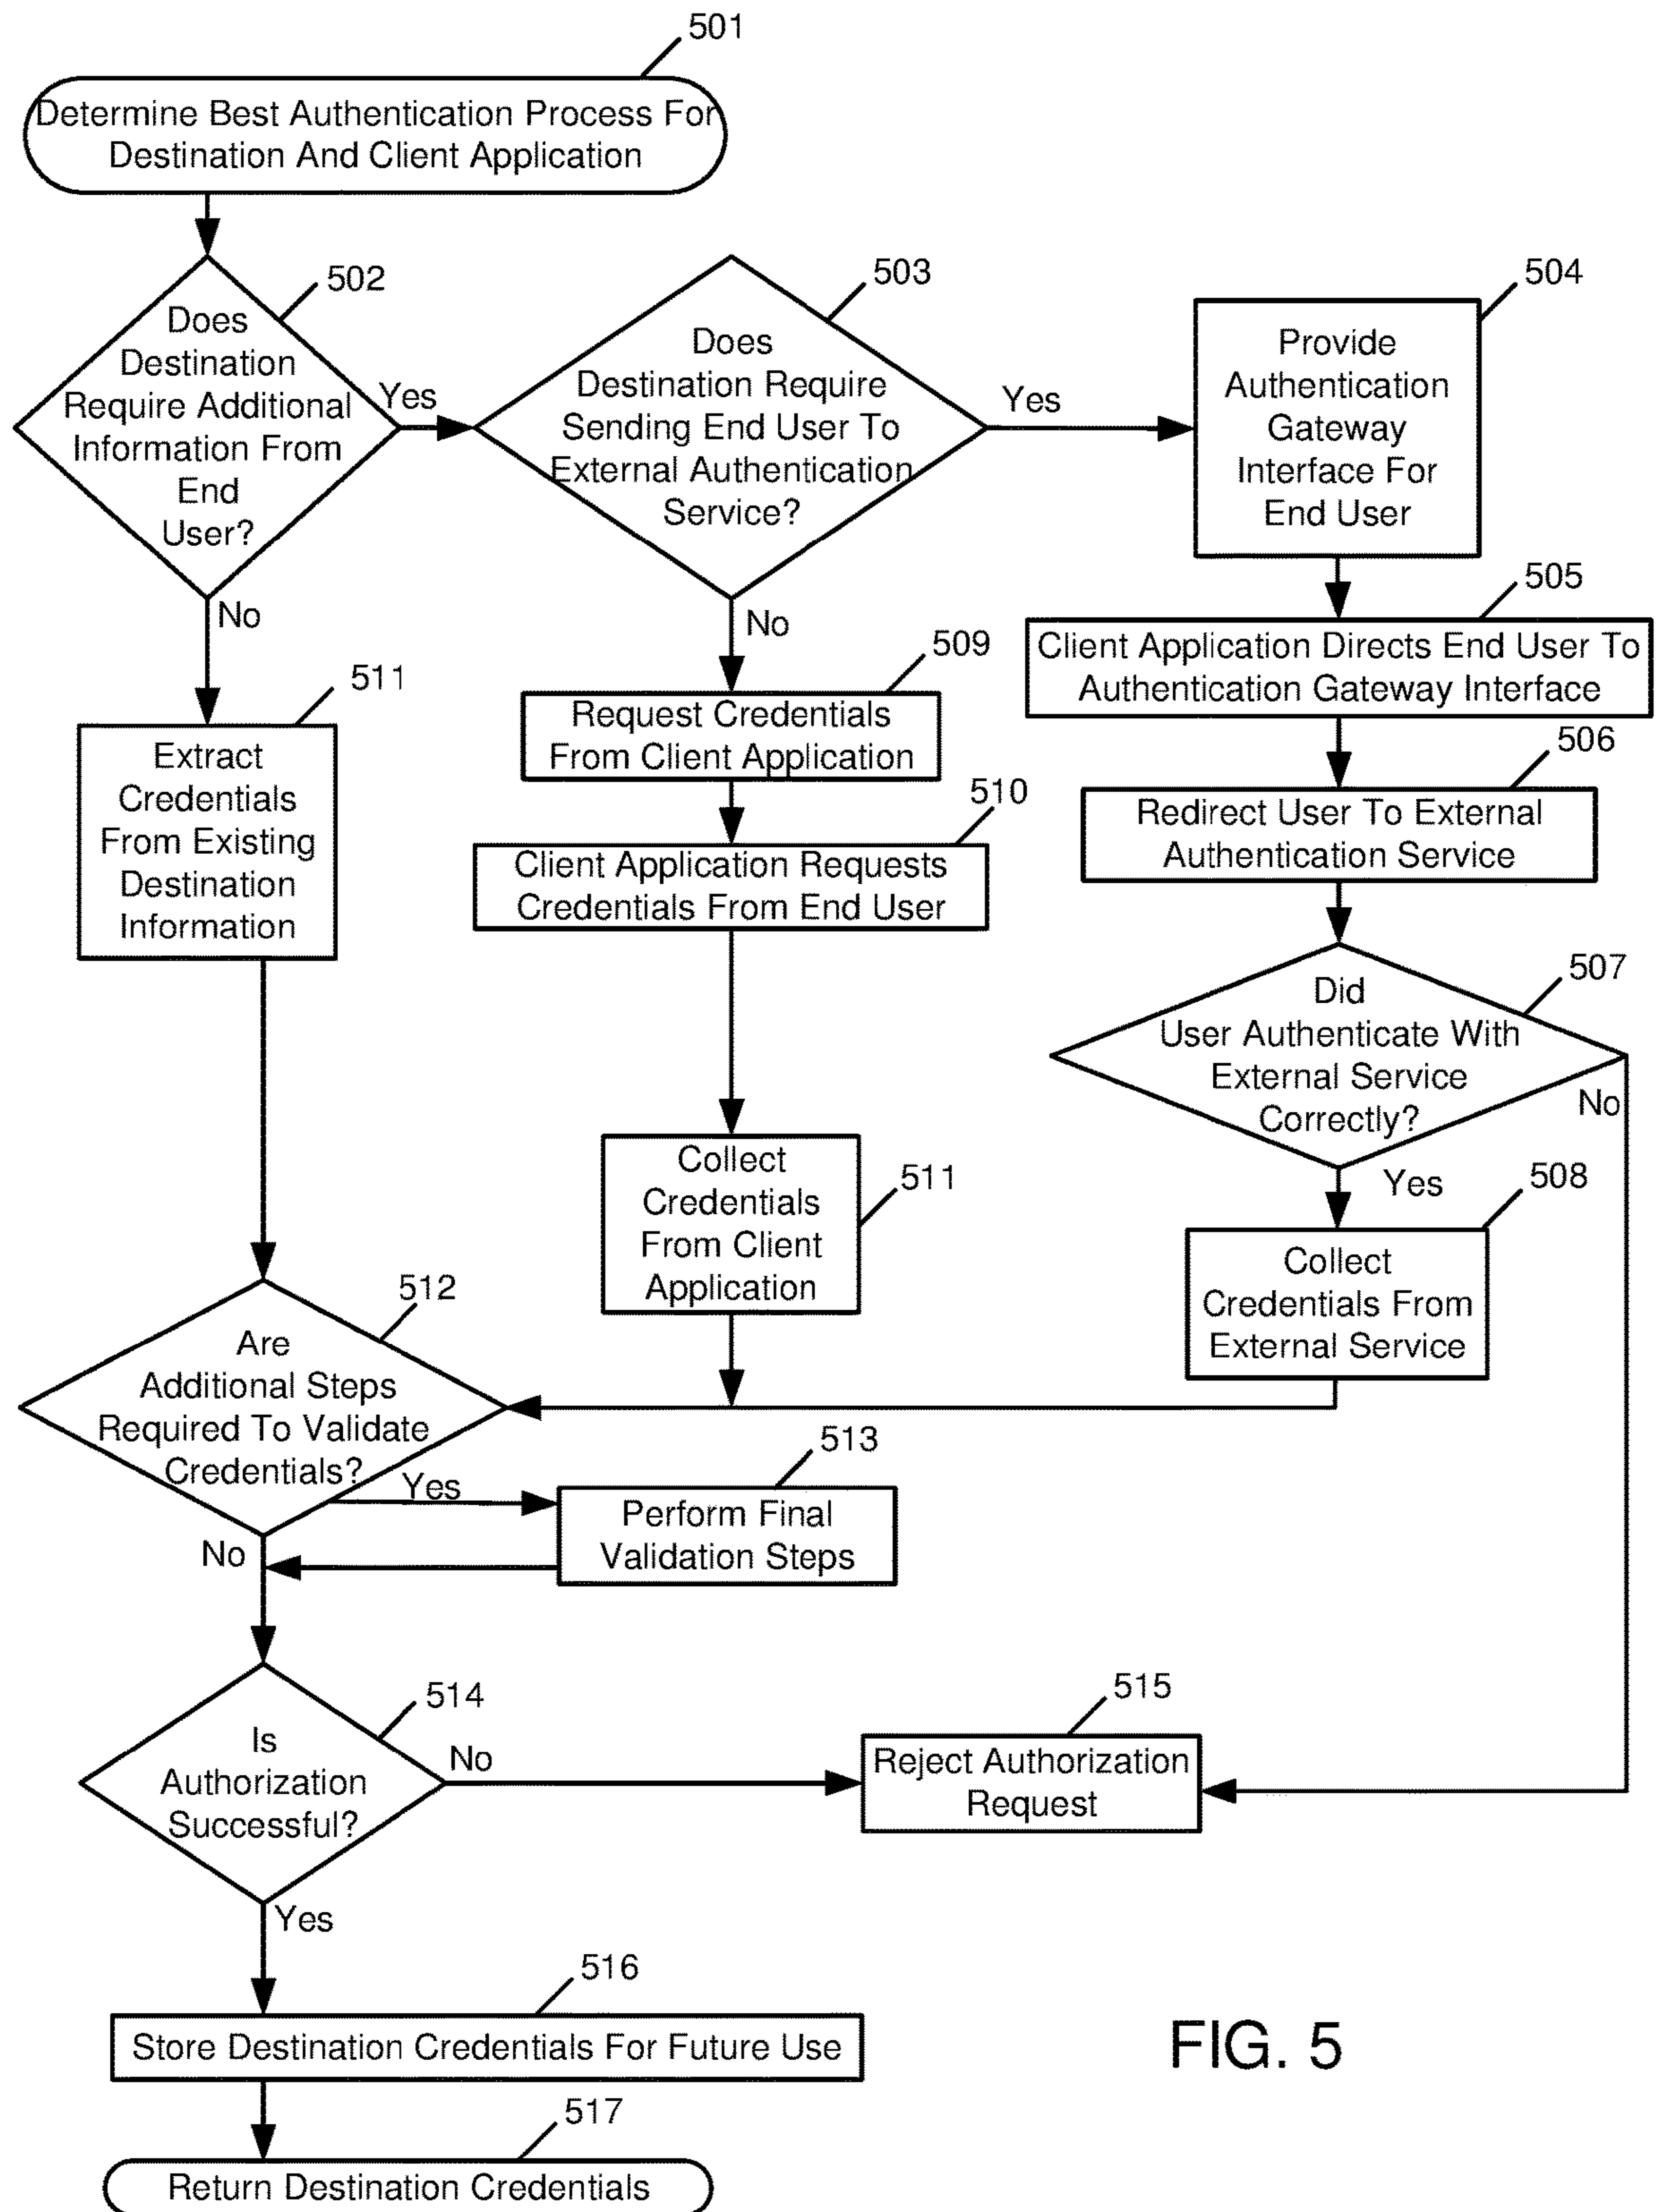 501
Determine Best Authentication Process For
Destination And Client Application
502
Does
Destination
Require Additional
Information From
End
User?
Yes
No
503
Does
Destination Require
Sending End User To
External Authentication
Service?
Yes
No
504
Provide
Authentication
Gateway
Interface For
End User
505
Client Application Directs End User To
Authentication Gateway Interface
511
Extract
Credentials
From Existing
Destination
Information
509
Request Credentials
From Client Application
510
Client Application Requests
Credentials From End User
506
Redirect User To External
Authentication Service
507
Did
User Authenticate With
External Service
Correctly?
No
Yes
511
Collect
Credentials
From Client
Application
508
Collect
Credentials From
External Service
512
Are
Additional Steps
Required To Validate
Credentials?
Yes
No
513
Perform Final
Validation Steps
514
Is
Authorization
Successful?
No
Yes
515
Reject Authorization
Request
516
Store Destination Credentials For Future Use
517
Return Destination Credentials
FIG. 5